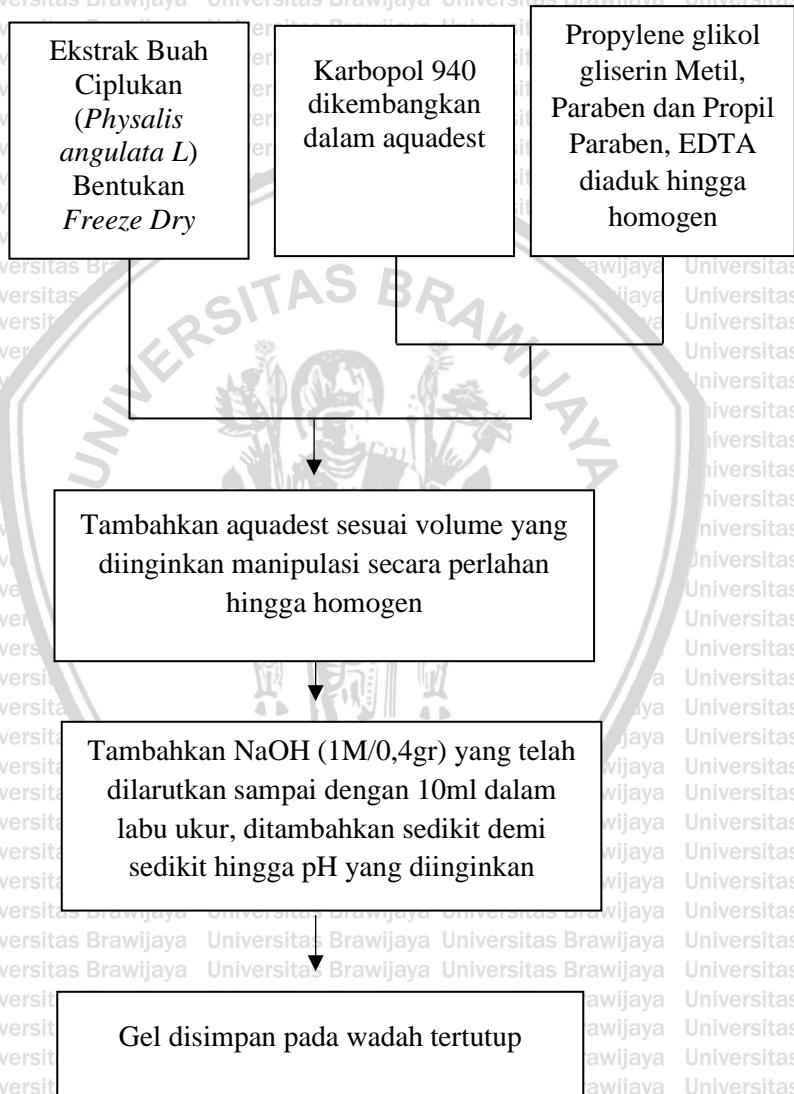 Ekstrak Buah
Ciplukan
(Physalis
angulata L)
Bentukan
Freeze Dry
Karbopol 940
dikembangkan
dalam aquadest
Propylene glikol
gliserin Metil,
Paraben dan Propil
Paraben, EDTA
diaduk hingga
homogen
UNIVERSITAS BRAWIJAYA
Tambahkan aquadest sesuai volume yang
diinginkan manipulasi secara perlahan
hingga homogen
Tambahkan NaOH (1M/0,4gr) yang telah
dilarutkan sampai dengan 10ml dalam
labu ukur, ditambahkan sedikit demi
sedikit hingga pH yang diinginkan
Gel disimpan pada wadah tertutup